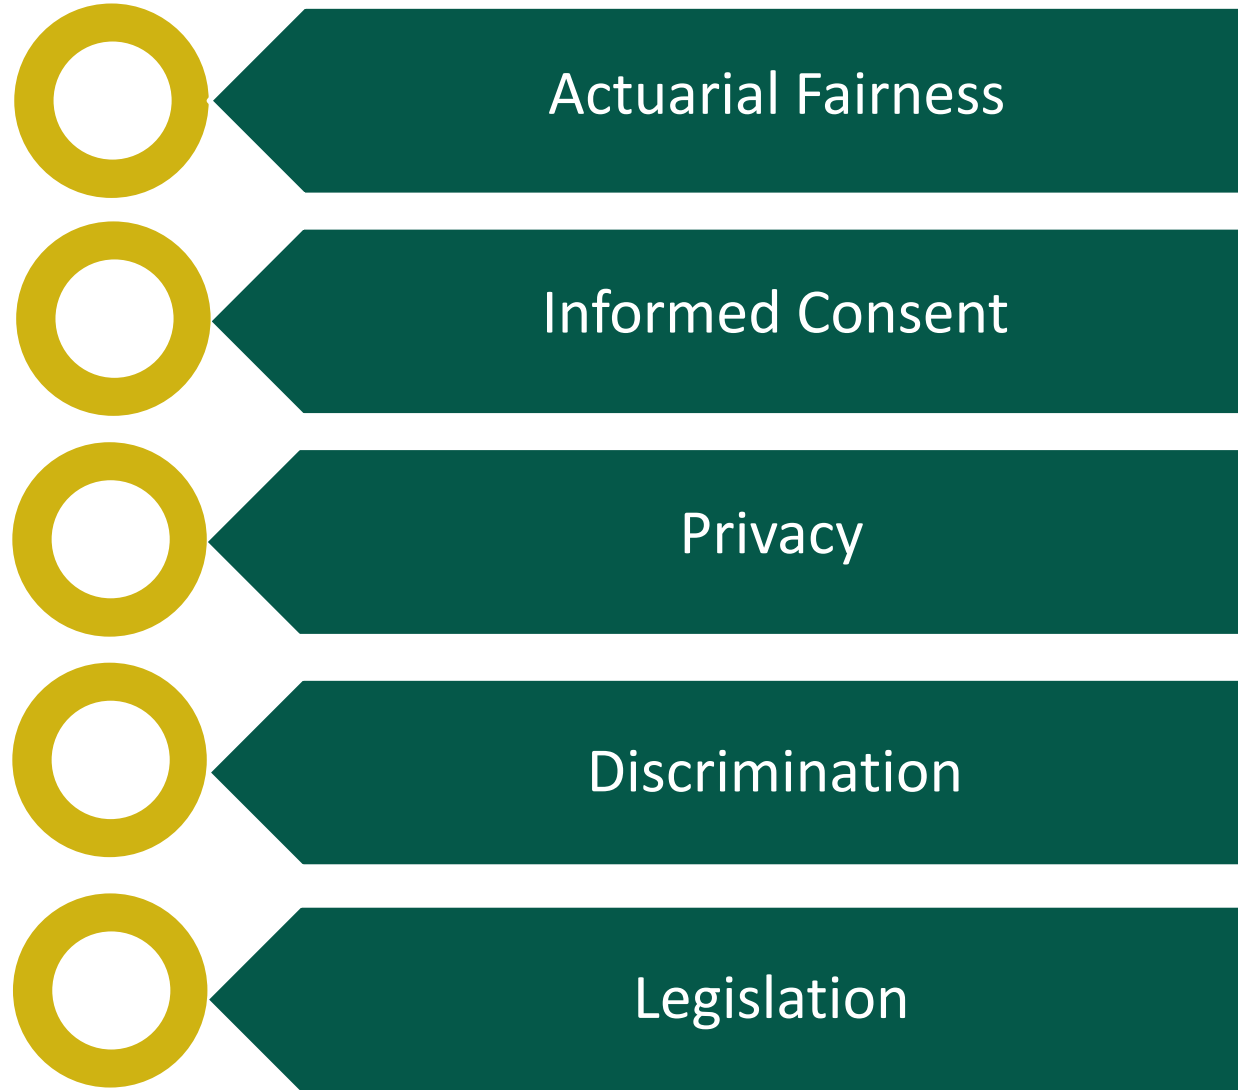 Actuarial Fairness
Informed Consent
Privacy
Discrimination
Legislation